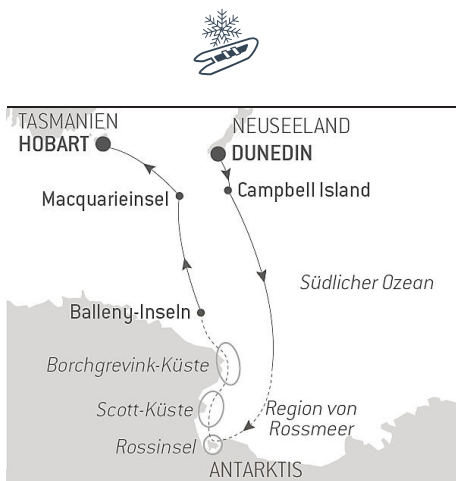 TASMANIEN
HOBART
NEUSEELAND
DUNEDIN
Macquarieinsel
Campbell Island
Südlicher Ozean
Balleny-Inseln
Borchgrevink-Küste
Scott-Küste
Region von
Rossmeer
Rossinsel
ANTARKTIS